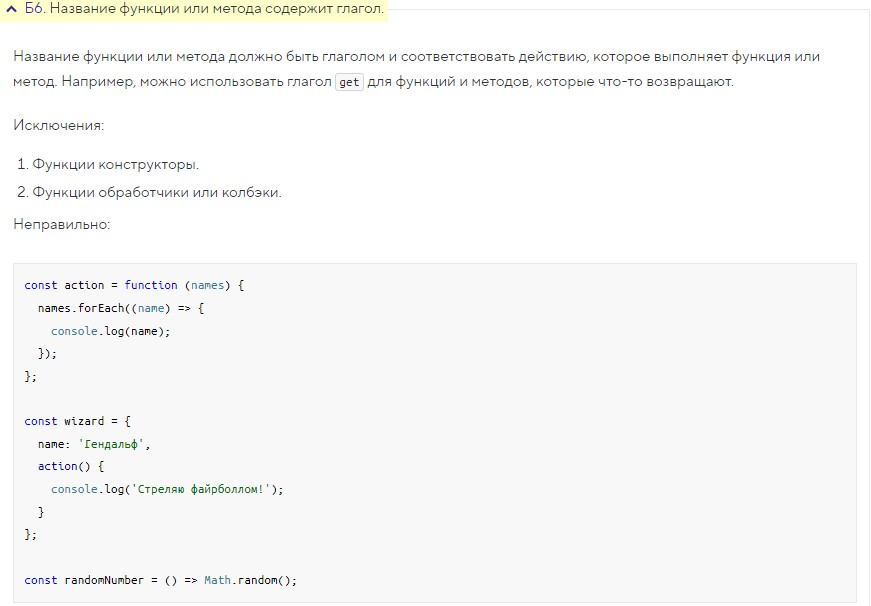 Б6. Название функции или метода содержит глагол.
Название функции или метода должно быть глаголом и соответствовать действию, которое выполняет функция или
метод. Например, можно использовать глагол get для функций и методов, которые что-то возвращают.
Исключения:
1. Функции конструкторы.
2. Функции обработчики или колбэки.
Неправильно:
const action = function (names) {
  names.forEach((name) => {
    console.log(name);
  });
};
const wizard = {
  name: 'Гендальф',
  action() {
    console.log('Стреляю файрболлом!');
  }
};
const randomNumber = () => Math.random();